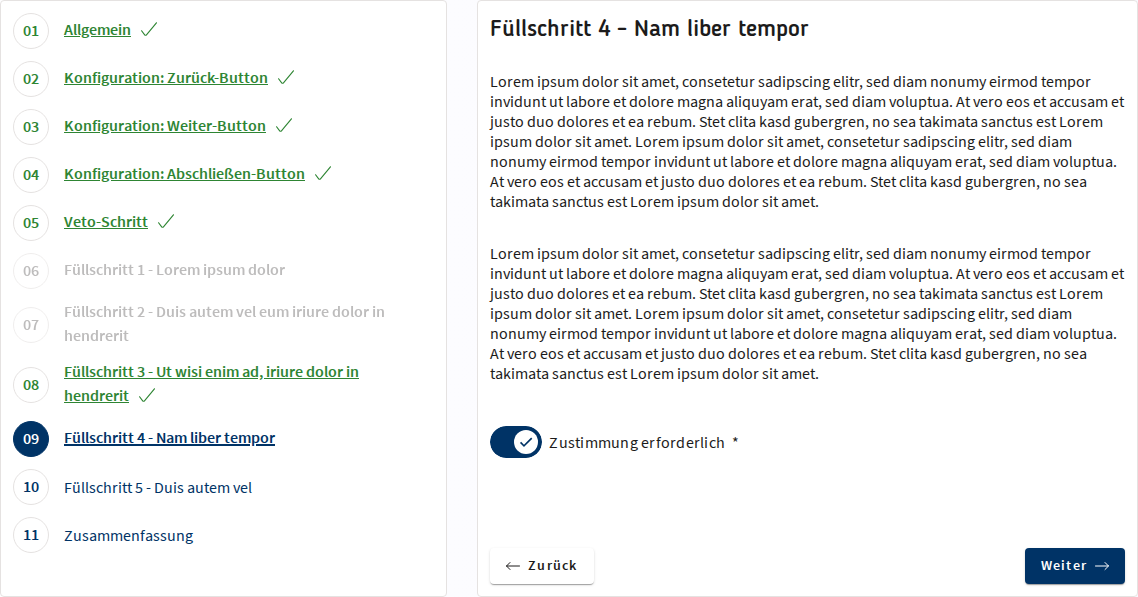 01 Allgemein
02 Konfiguration: Zurück-Button
03 Konfiguration: Weiter-Button
04 Konfiguration: Abschließen-Button
05 Veto-Schritt
06 Füllschritt 1 - Lorem ipsum dolor
07 Füllschritt 2 - Duis autem vel eum iriure dolor in
hendrerit
08 Füllschritt 3 - Ut wisi enim ad, iriure dolor in
hendrerit
09 Füllschritt 4 - Nam liber tempor
10 Füllschritt 5 - Duis autem vel
11 Zusammenfassung
Füllschritt 4 – Nam liber tempor
Lorem ipsum dolor sit amet, consetetur sadipscing elitr, sed diam nonumy eirmod tempor
invidunt ut labore et dolore magna aliquyam erat, sed diam voluptua. At vero eos et accusam et
justo duo dolores et ea rebum. Stet clita kasd gubergren, no sea takimata sanctus est Lorem
ipsum dolor sit amet. Lorem ipsum dolor sit amet, consetetur sadipscing elitr, sed diam
nonumy eirmod tempor invidunt ut labore et dolore magna aliquyam erat, sed diam voluptua.
At vero eos et accusam et justo duo dolores et ea rebum. Stet clita kasd gubergren, no sea
takimata sanctus est Lorem ipsum dolor sit amet.
Lorem ipsum dolor sit amet, consetetur sadipscing elitr, sed diam nonumy eirmod tempor
invidunt ut labore et dolore magna aliquyam erat, sed diam voluptua. At vero eos et accusam et
justo duo dolores et ea rebum. Stet clita kasd gubergren, no sea takimata sanctus est Lorem
ipsum dolor sit amet. Lorem ipsum dolor sit amet, consetetur sadipscing elitr, sed diam
nonumy eirmod tempor invidunt ut labore et dolore magna aliquyam erat, sed diam voluptua.
At vero eos et accusam et justo duo dolores et ea rebum. Stet clita kasd gubergren, no sea
takimata sanctus est Lorem ipsum dolor sit amet.
Zustimmung erforderlich *
Zurück
Weiter